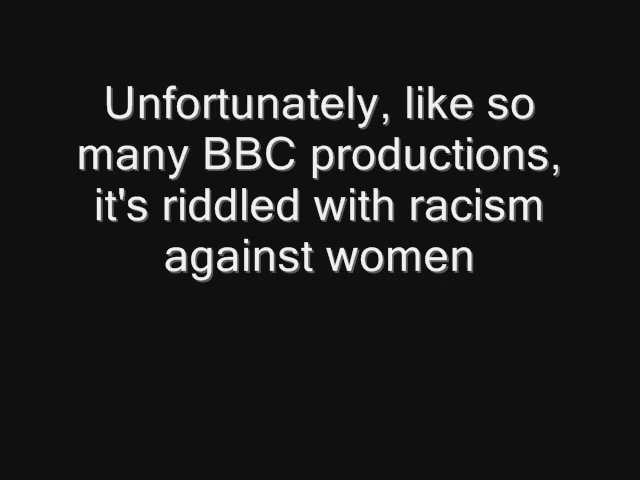 Unfortunately, like so
many BBC productions,
it's riddled with racism
against women